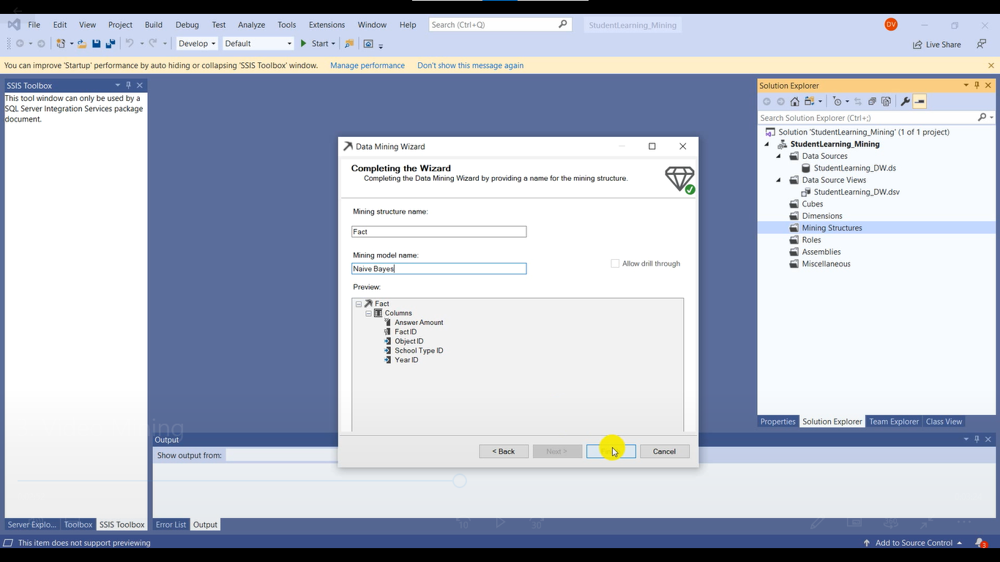 File Edit View Project Build Debug Test Analyze Tools Extensions Window Help Search (Ctrl+Q) StudentLearning_Mining DV
Develop Default Start Live Share
You can improve 'Startup' performance by auto hiding or collapsing 'SSIS Toolbox' window. Manage performance Don't show this message again
SSIS Toolbox
This tool window can only be used by a
SQL Server Integration Services package
document.
Data Mining Wizard
Completing the Wizard
Completing the Data Mining Wizard by providing a name for the mining structure.
Mining structure name:
Fact
Mining model name:
Naive Bayes
Allow drill through
Preview:
Fact
Columns
Answer Amount
Fact ID
Object ID
School Type ID
Year ID
< Back Next > Cancel
Solution Explorer
Search Solution Explorer (Ctrl+;)
Solution 'StudentLearning_Mining' (1 of 1 project)
StudentLearning_Mining
Data Sources
StudentLearning_DW.ds
Data Source Views
StudentLearning_DW.dsv
Cubes
Dimensions
Mining Structures
Roles
Assemblies
Miscellaneous
Properties Solution Explorer Team Explorer Class View
Output
Show output from:
10 30
Server Explo... Toolbox SSIS Toolbox Error List Output
This item does not support previewing Add to Source Control 3